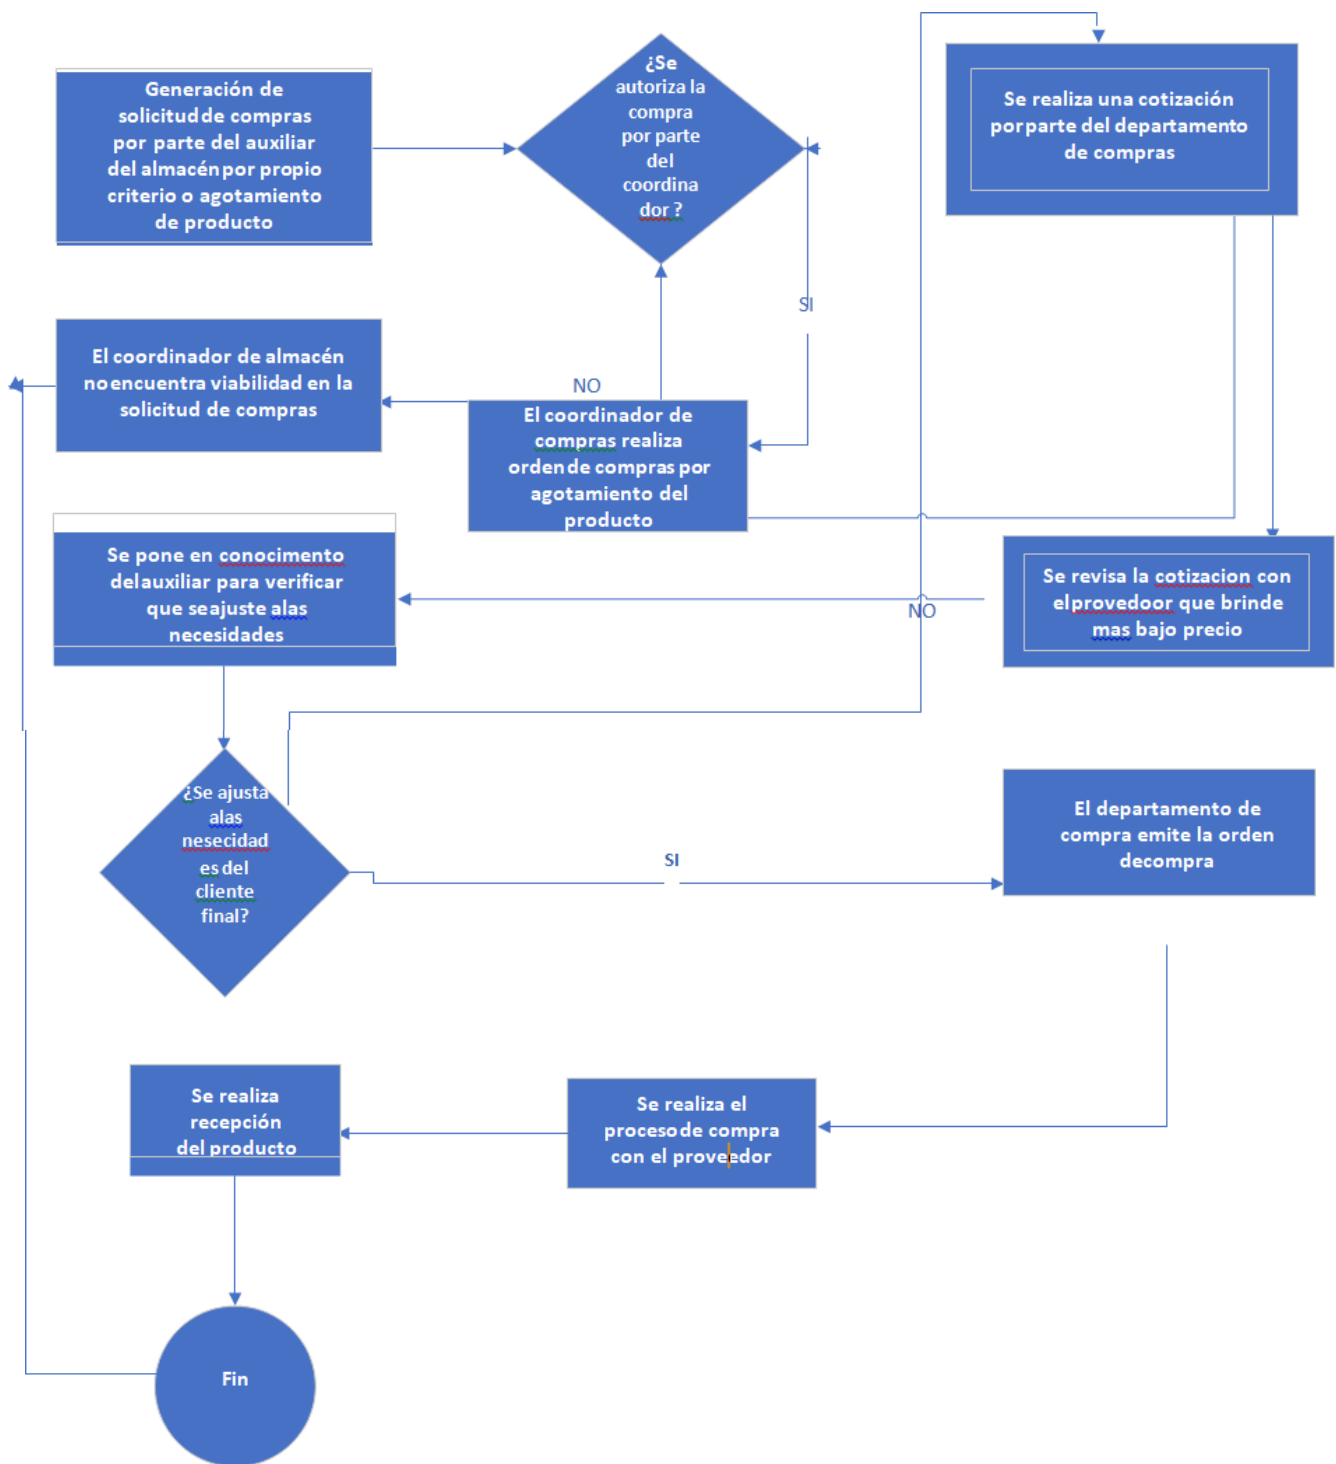 Generación de
solicitud de compras
por parte del auxiliar
del almacén por propio
criterio o agotamiento
de producto
¿Se
autoriza la
compra
por parte
del
coordina
dor ?
Se realiza una cotización
por parte del departamento
de compras
SI
El coordinador de almacén
no encuentra viabilidad en la
solicitud de compras
NO
El coordinador de
compras realiza
orden de compras por
agotamiento del
producto
Se pone en conocimiento
del auxiliar para verificar
que se ajuste alas
necesidades
NO
Se revisa la cotizacion con
el provedoor que brinde
mas bajo precio
¿Se ajusta
alas
nesecidad
es del
cliente
final?
SI
El departamento de
compra emite la orden
decompra
Se realiza
recepción
del producto
Se realiza el
proceso de compra
con el proveedor
Fin